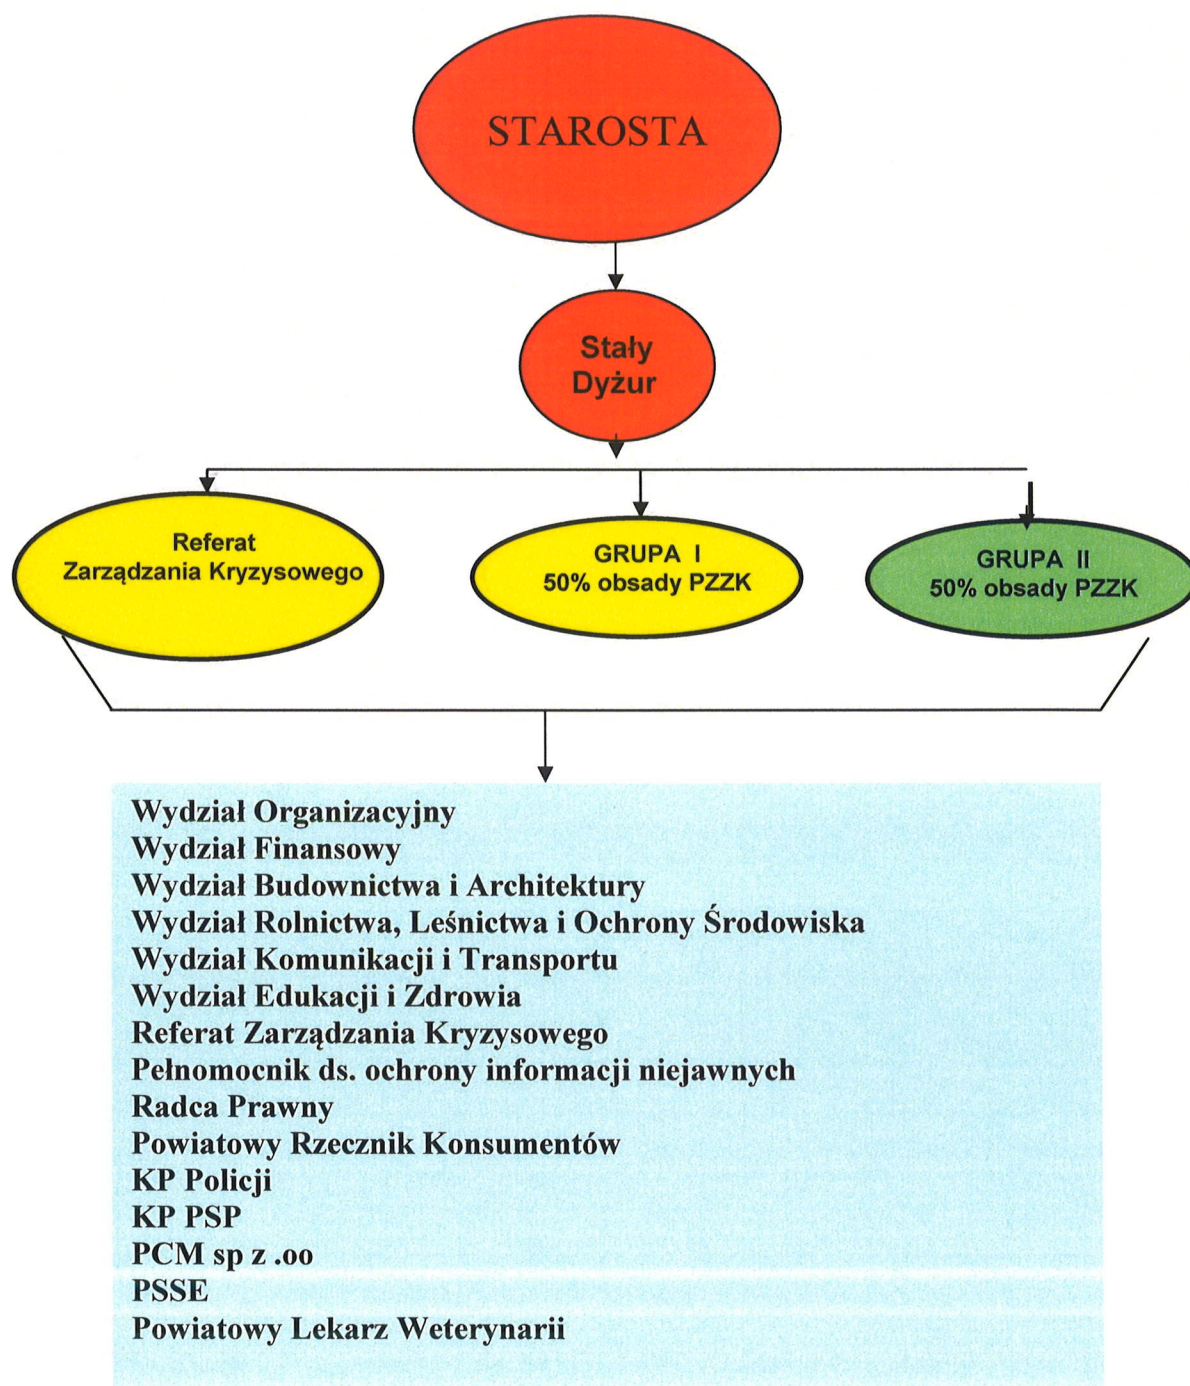 STAROSTA
Stały
Dyżur
Referat
Zarządzania Kryzysowego
GRUPA I
50% obsady PZZK
GRUPA II
50% obsady PZZK
Wydział Organizacyjny
Wydział Finansowy
Wydział Budownictwa i Architektury
Wydział Rolnictwa, Leśnictwa i Ochrony Środowiska
Wydział Komunikacji i Transportu
Wydział Edukacji i Zdrowia
Referat Zarządzania Kryzysowego
Pełnomocnik ds. ochrony informacji niejawnych
Radca Prawny
Powiatowy Rzecznik Konsumentów
KP Policji
KP PSP
PCM sp z .oo
PSSE
Powiatowy Lekarz Weterynarii